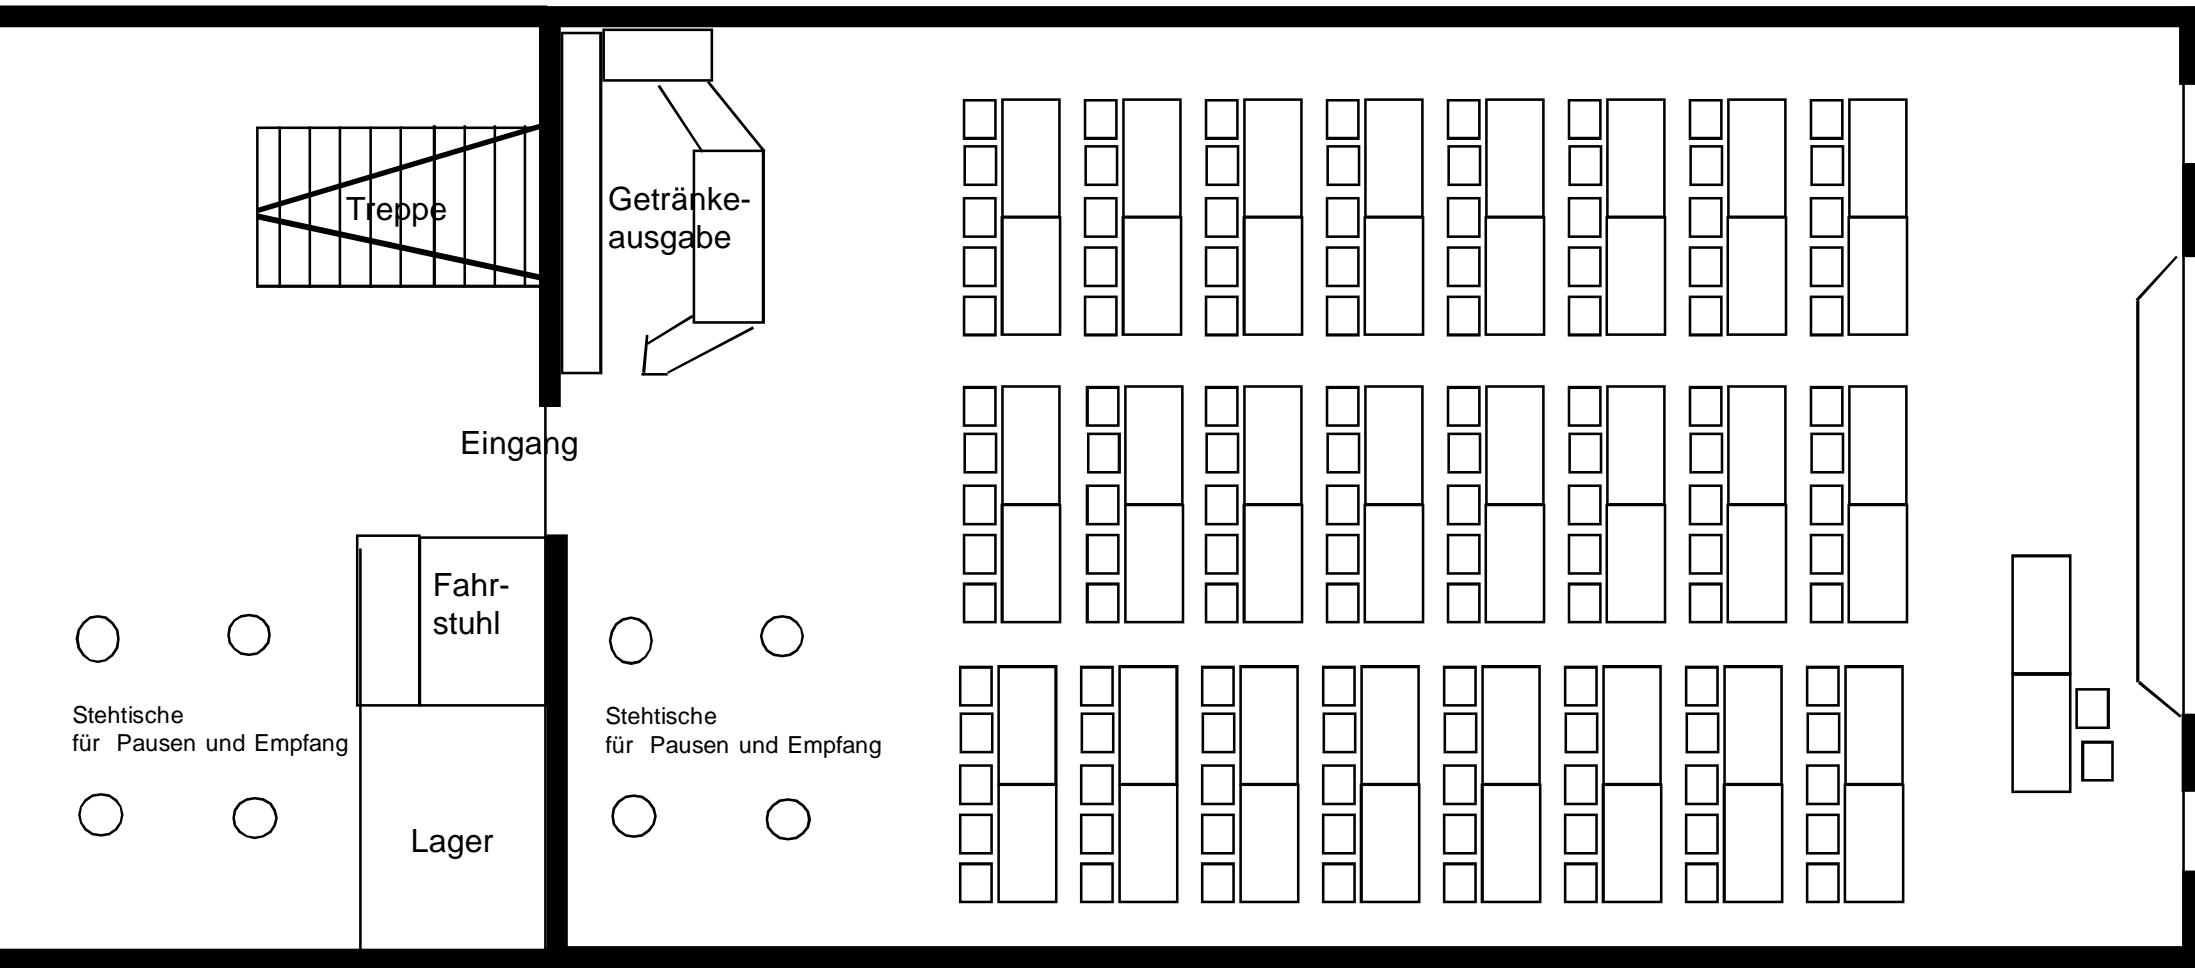 Treppe
Getränke-
ausgabe
Eingang
Fahr-
stuhl
Stehtische
für Pausen und Empfang
Stehtische
für Pausen und Empfang
Lager